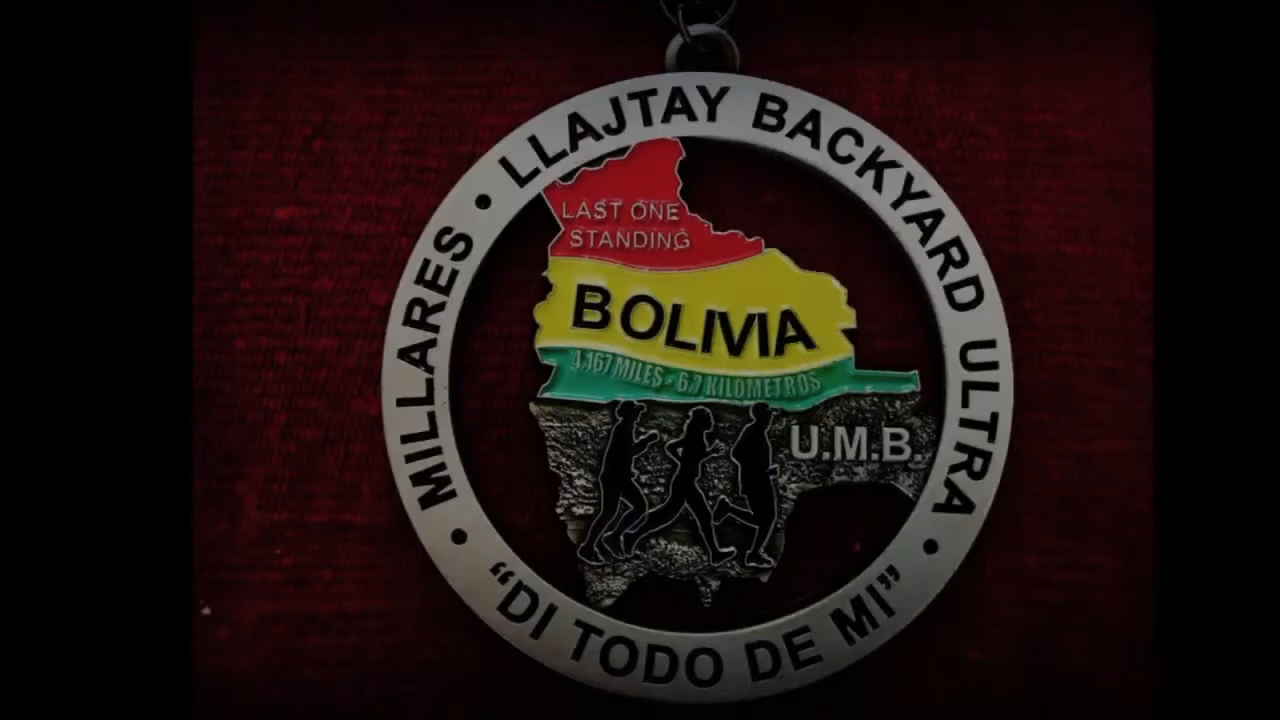 MILLARES • LLAJTAY BACKYARD ULTRA •
LAST ONE
STANDING
BOLIVIA
4.167 MILES - 6.7 KILOMETROS
U.M.B.
“DI TODO DE MI”